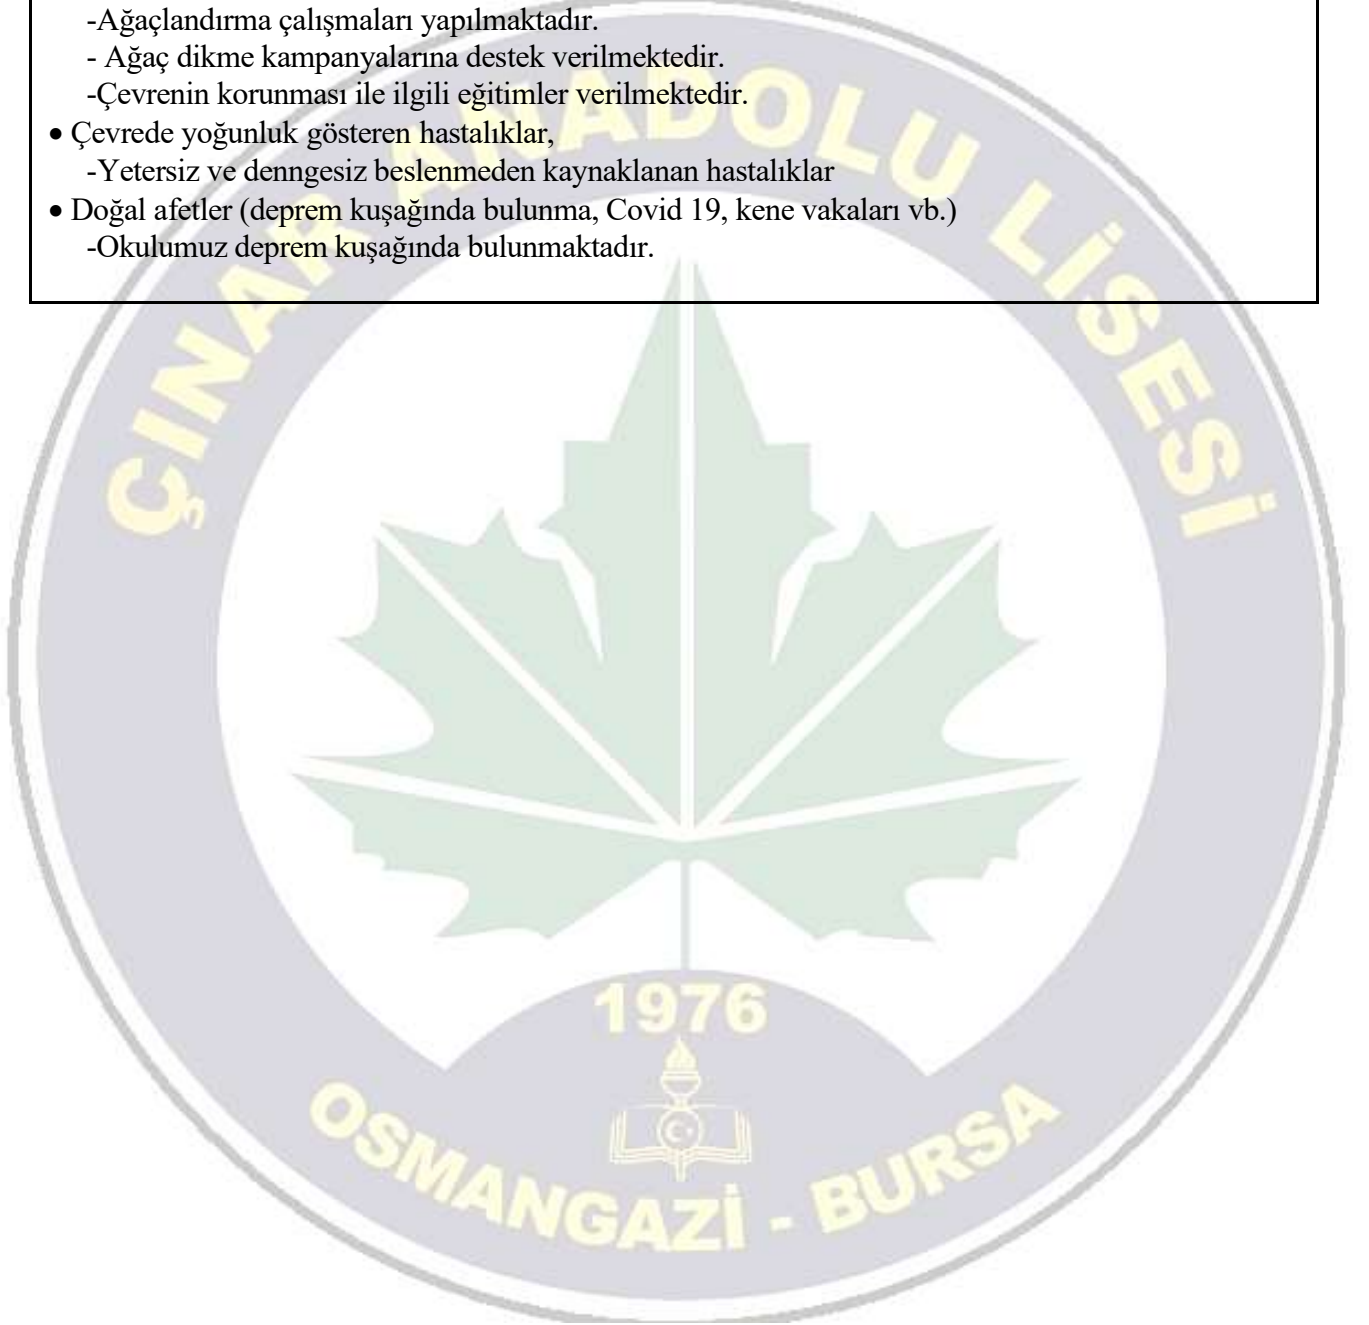 -Ağaçlandırma çalışmaları yapılmaktadır.
- Ağaç dikme kampanyalarına destek verilmektedir.
-Çevrenin korunması ile ilgili eğitimler verilmektedir.
• Çevrede yoğunluk gösteren hastalıklar,
-Yetersiz ve denngesiz beslenmeden kaynaklanan hastalıklar
• Doğal afetler (deprem kuşağında bulunma, Covid 19, kene vakaları vb.)
-Okulumuz deprem kuşağında bulunmaktadır.
ÇINAR ANADOLU LİSESİ
1976
OSMANGAZİ - BURSA